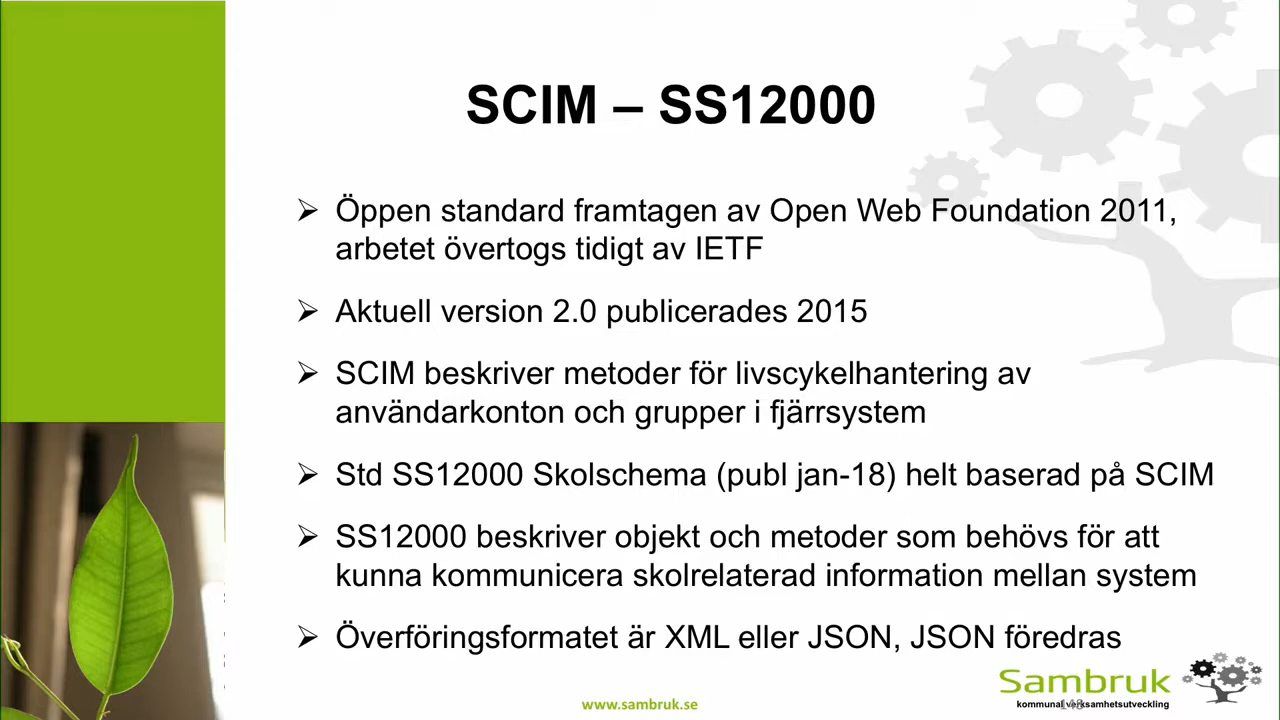 SCIM – SS12000
➢ Öppen standard framtagen av Open Web Foundation 2011,
arbetet övertogs tidigt av IETF
➢ Aktuell version 2.0 publicerades 2015
➢ SCIM beskriver metoder för livscykelhantering av
användarkonton och grupper i fjärrsystem
➢ Std SS12000 Skolschema (publ jan-18) helt baserad på SCIM
➢ SS12000 beskriver objekt och metoder som behövs för att
kunna kommunicera skolrelaterad information mellan system
➢ Överföringsformatet är XML eller JSON, JSON föredras
Sambruk
kommunal verksamhetsutveckling
www.sambruk.se